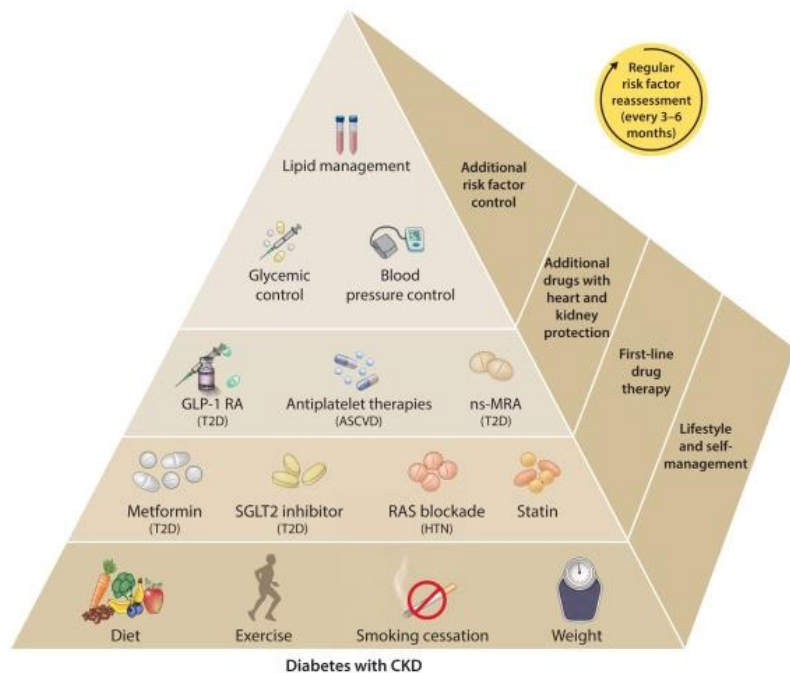 Regular
risk factor
reassessment
(every 3–6
months)
Lipid management
Additional
risk factor
control
Glycemic
control
Blood
pressure control
Additional
drugs with
heart and
kidney
protection
GLP-1 RA
(T2D)
Antiplatelet therapies
(ASCVD)
ns-MRA
(T2D)
First-line
drug
therapy
Metformin
(T2D)
SGLT2 inhibitor
(T2D)
RAS blockade
(HTN)
Statin
Lifestyle
and self-
management
Diet
Exercise
Smoking cessation
Weight
Diabetes with CKD